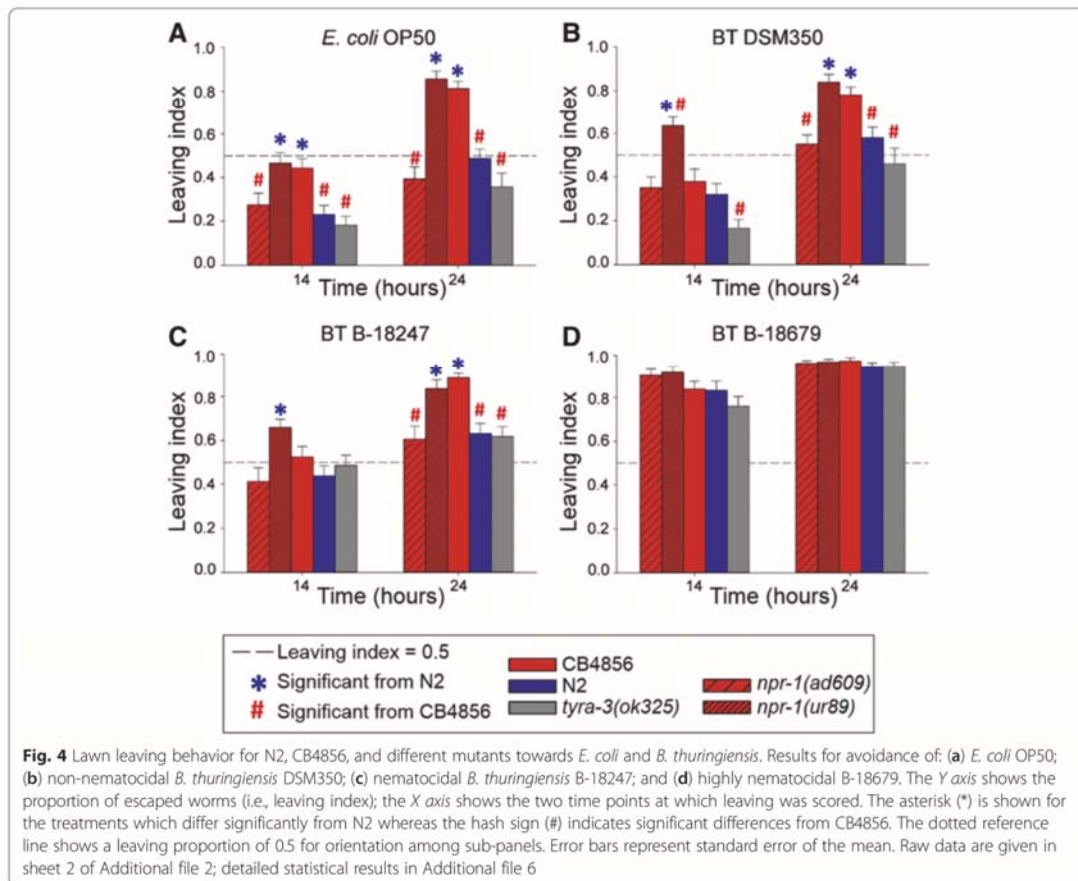 A
E. coli OP50
Leaving index
1.0
0.8
0.6
0.4
0.2
0.0
#
*
*
#
#
#
*
*
#
#
14
24
Time (hours)
B
BT DSM350
Leaving index
1.0
0.8
0.6
0.4
0.2
0.0
*
#
#
#
*
*
#
#
14
24
Time (hours)
C
BT B-18247
Leaving index
1.0
0.8
0.6
0.4
0.2
0.0
*
#
*
*
#
#
14
24
Time (hours)
D
BT B-18679
Leaving index
1.0
0.8
0.6
0.4
0.2
0.0
14
24
Time (hours)
Leaving index = 0.5
* Significant from N2
# Significant from CB4856
CB4856
N2
tyra-3(ok325)
npr-1(ad609)
npr-1(ur89)
Fig. 4 Lawn leaving behavior for N2, CB4856, and different mutants towards E. coli and B. thuringiensis. Results for avoidance of: (a) E. coli OP50;
(b) non-nematocidal B. thuringiensis DSM350; (c) nematocidal B. thuringiensis B-18247; and (d) highly nematocidal B-18679. The Y axis shows the
proportion of escaped worms (i.e., leaving index); the X axis shows the two time points at which leaving was scored. The asterisk (*) is shown for
the treatments which differ significantly from N2 whereas the hash sign (#) indicates significant differences from CB4856. The dotted reference
line shows a leaving proportion of 0.5 for orientation among sub-panels. Error bars represent standard error of the mean. Raw data are given in
sheet 2 of Additional file 2; detailed statistical results in Additional file 6